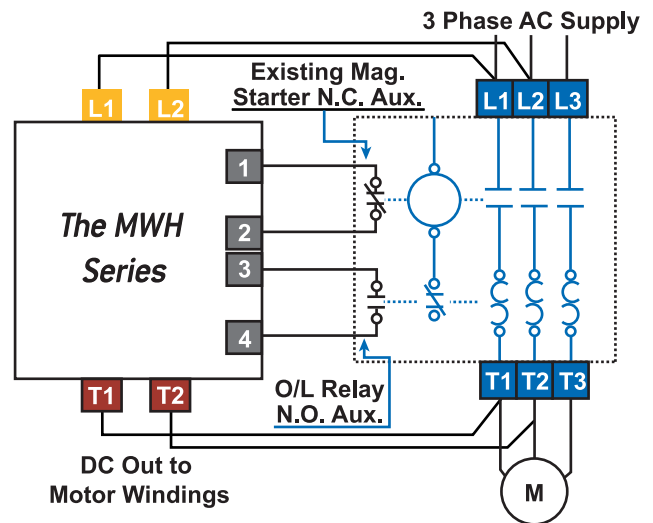 3 Phase AC Supply
Existing Mag.
Starter N.C. Aux.
L1 L2
L1 L2 L3
1
The MWH
Series
2
3
4
T1 T2
T1 T2 T3
O/L Relay
N.O. Aux.
DC Out to
Motor Windings
M